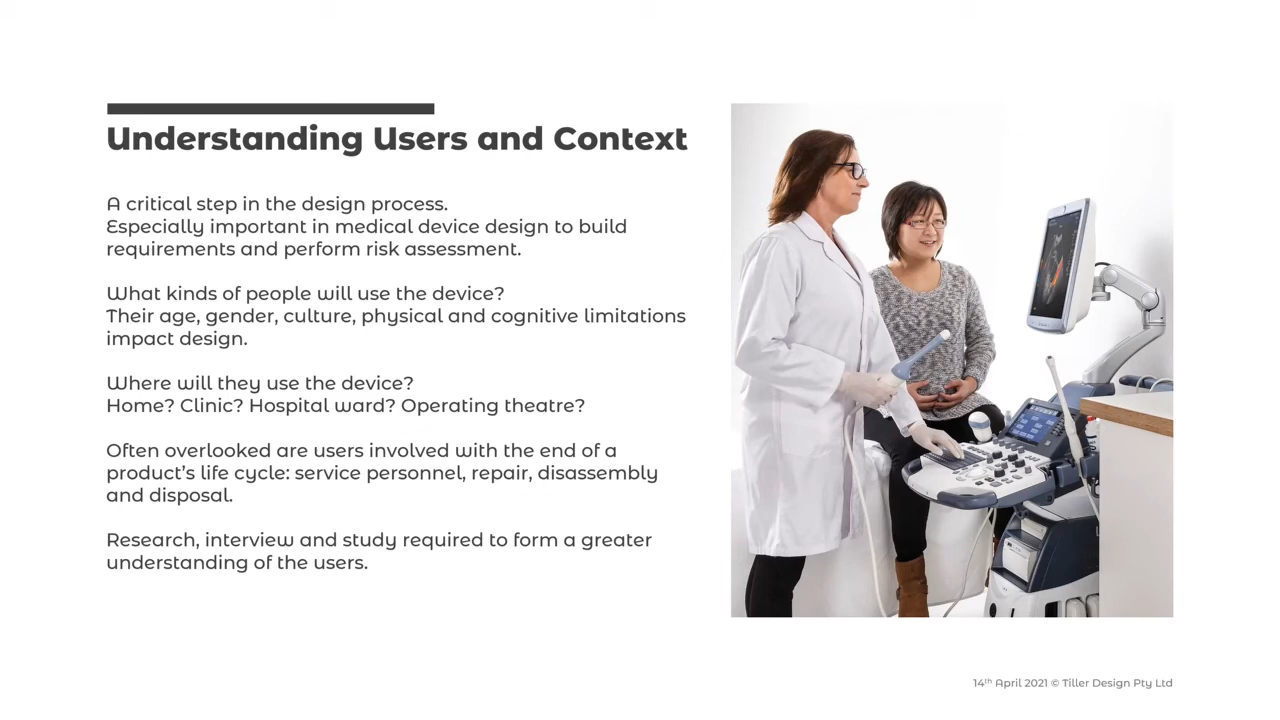 Understanding Users and Context
A critical step in the design process.
Especially important in medical device design to build
requirements and perform risk assessment.
What kinds of people will use the device?
Their age, gender, culture, physical and cognitive limitations
impact design.
Where will they use the device?
Home? Clinic? Hospital ward? Operating theatre?
Often overlooked are users involved with the end of a
product's life cycle: service personnel, repair, disassembly
and disposal.
Research, interview and study required to form a greater
understanding of the users.
14th April 2021 © Tiller Design Pty Ltd